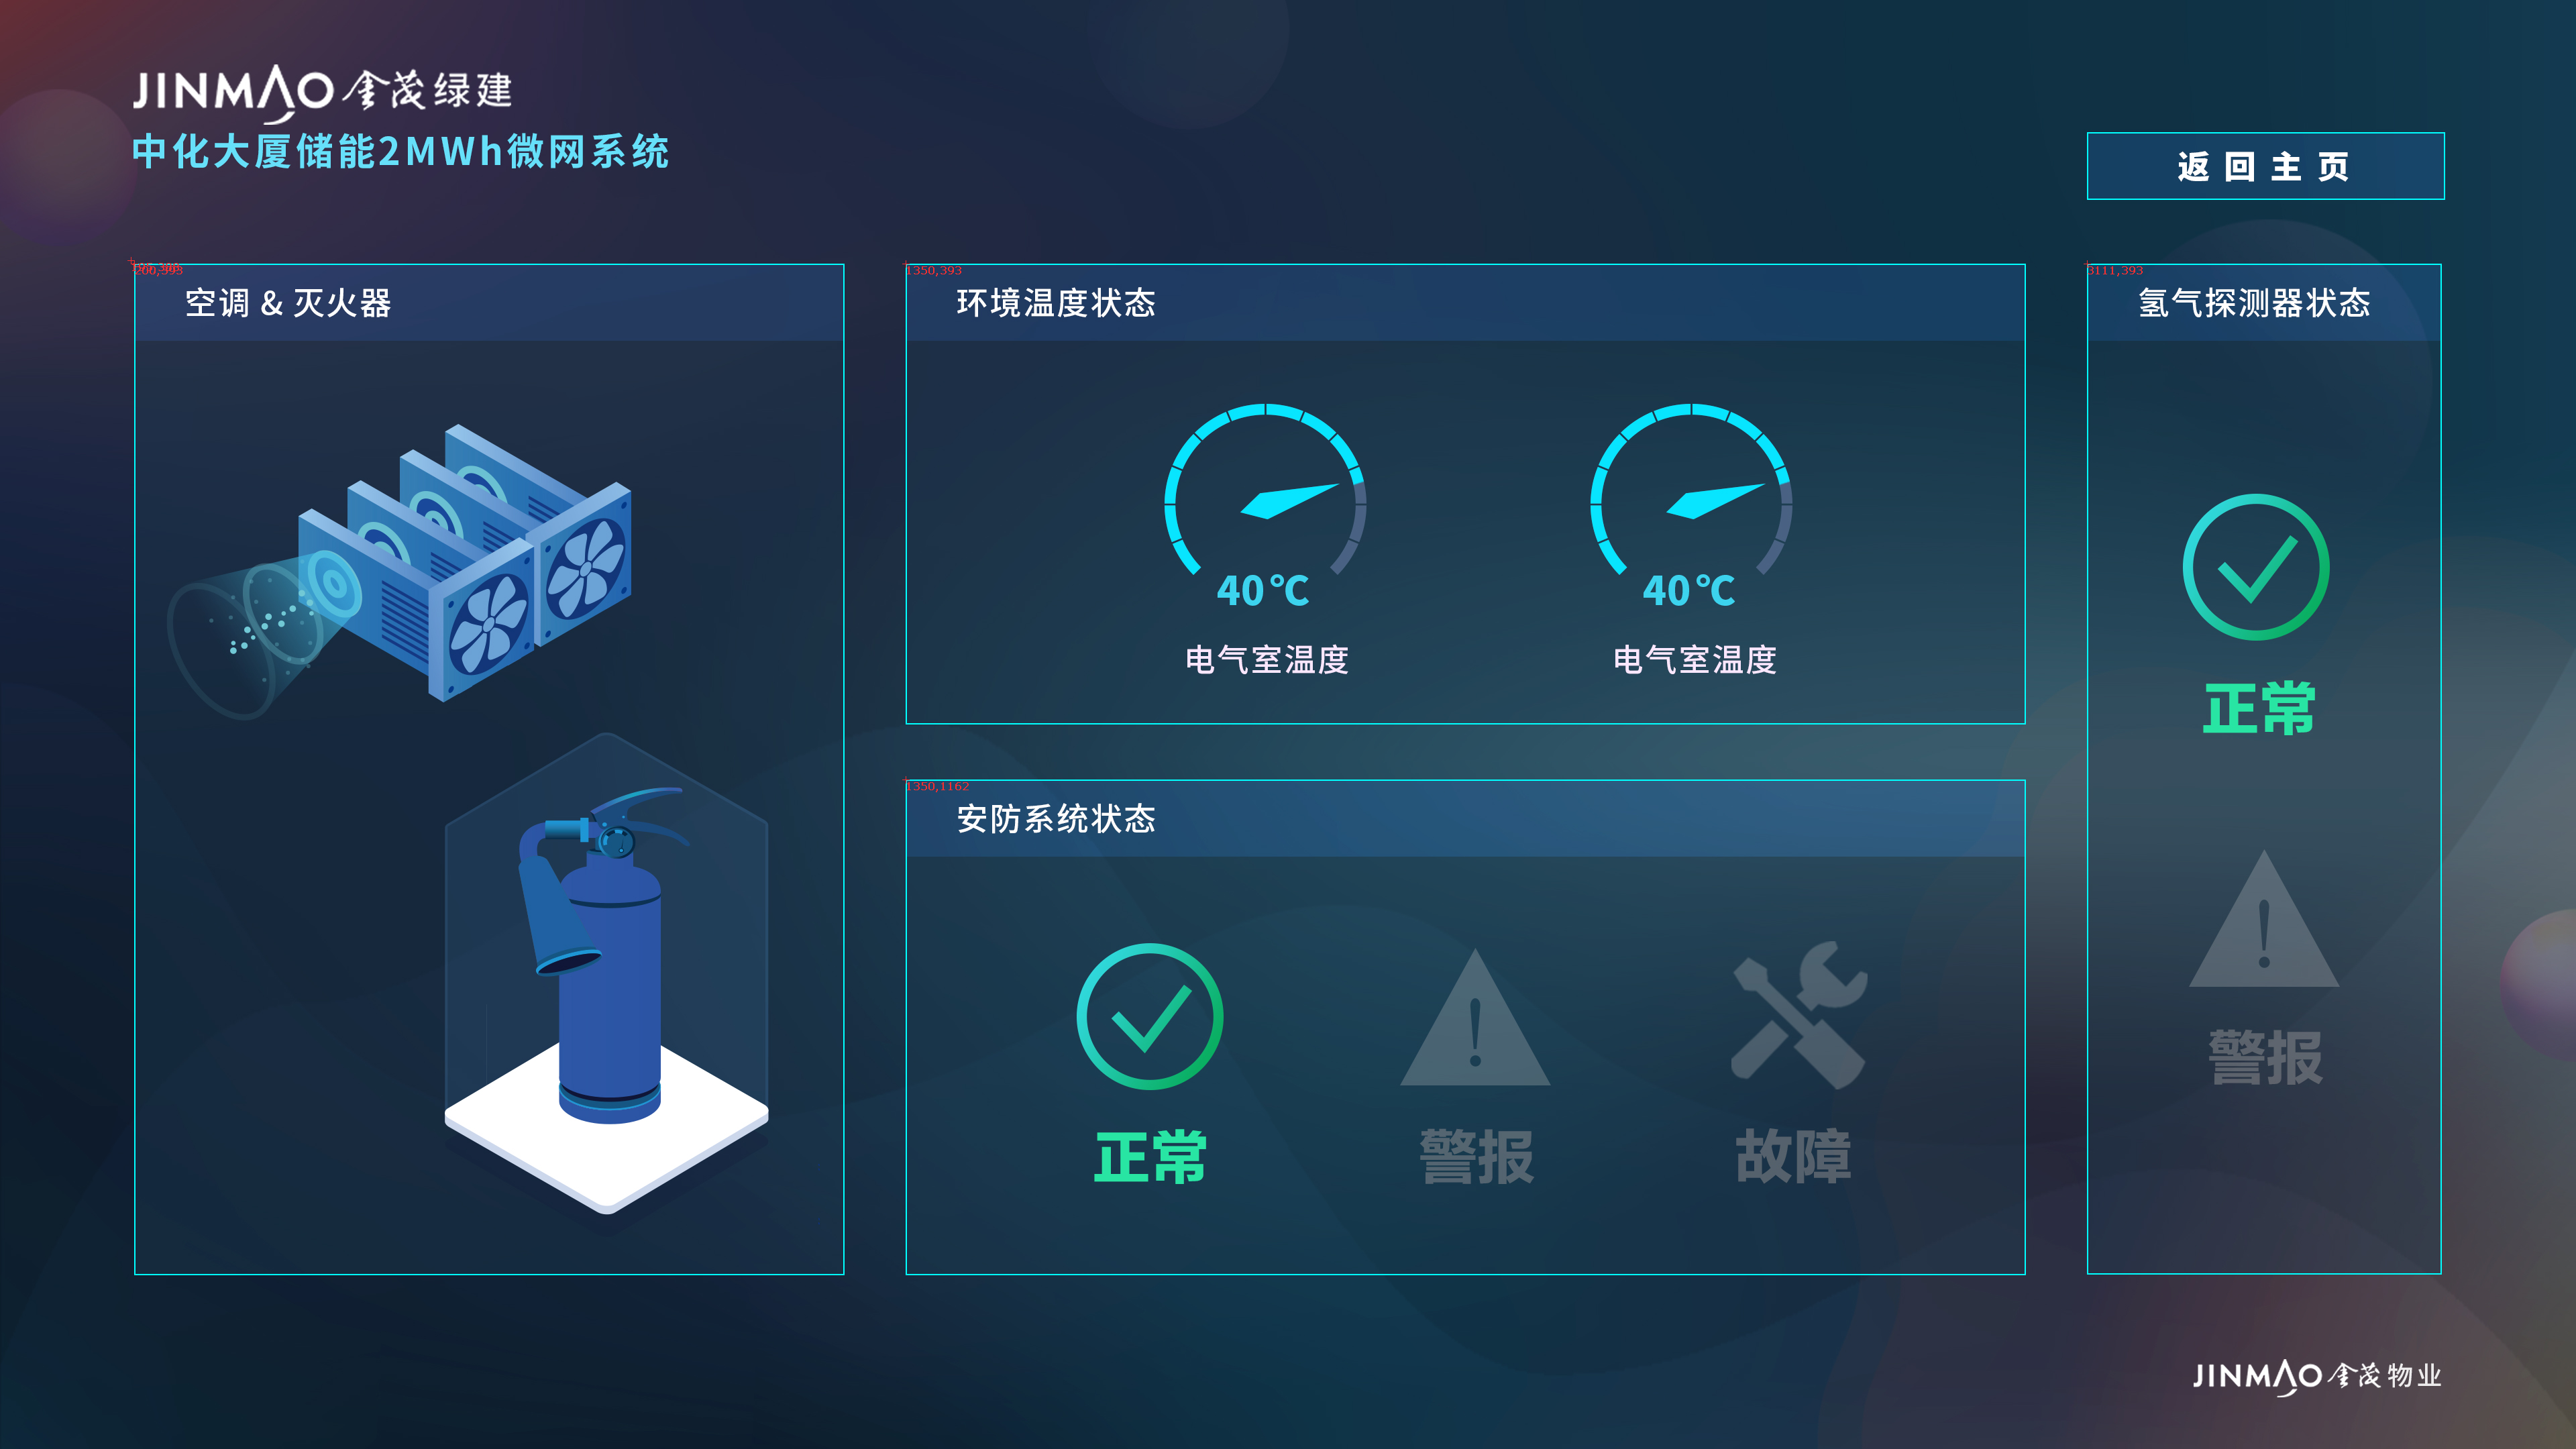 JINMAO 金茂绿建
中化大厦储能2MWh微网系统
返回主页
200,393
空调 & 灭火器
1350,393
环境温度状态
40℃
电气室温度
40℃
电气室温度
1350,1162
安防系统状态
正常
警报
故障
3111,393
氢气探测器状态
正常
警报
JINMAO 金茂物业